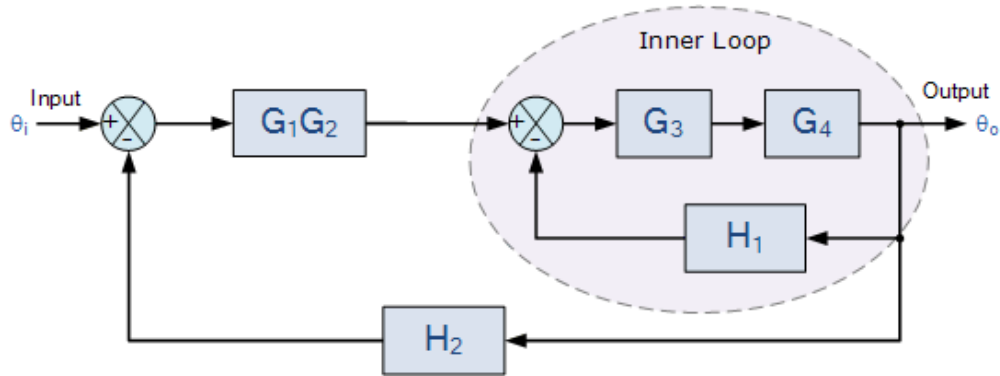 Inner Loop
Input
Output
θi
+
-
G1G2
+
-
G3
G4
θo
H1
H2